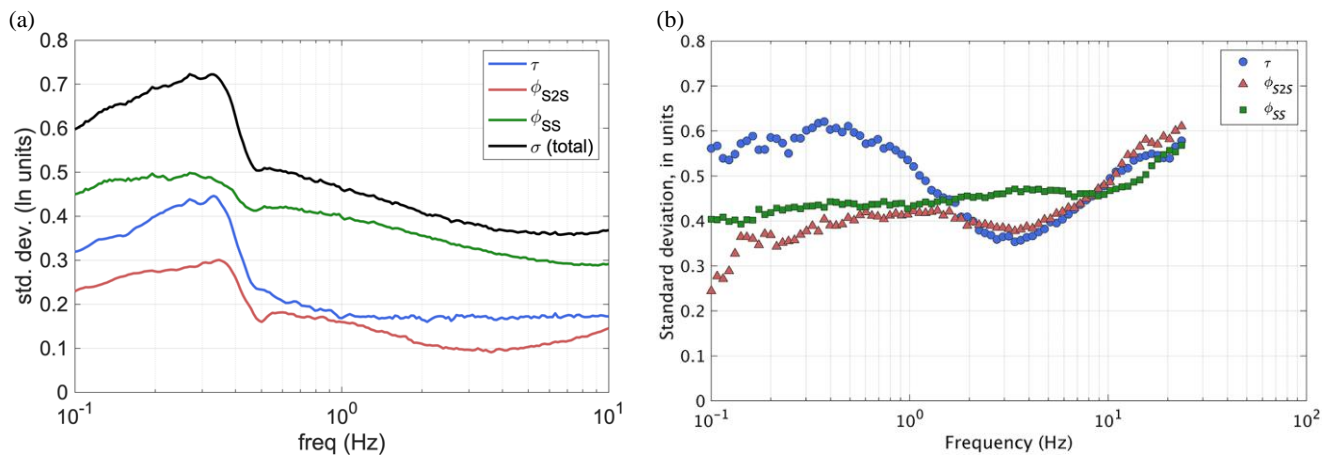 (a)
0.8
0.7
0.6
0.5
0.4
0.3
0.2
0.1
0
10⁻¹
10⁰
10¹
std. dev. (ln units)
freq (Hz)
τ
ϕS2S
ϕSS
σ (total)
(b)
0.8
0.7
0.6
0.5
0.4
0.3
0.2
0.1
0
10⁻¹
10⁰
10¹
10²
Standard deviation, in units
Frequency (Hz)
τ
ϕS2S
ϕSS